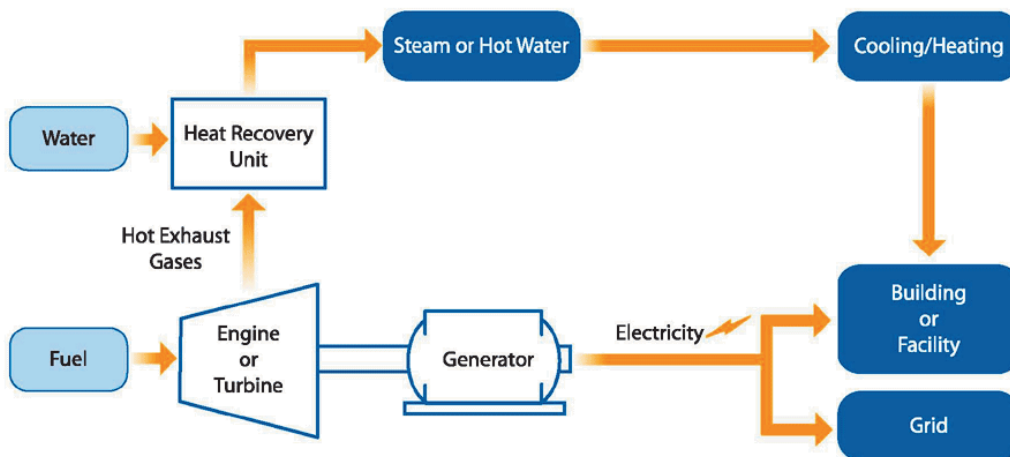 Steam or Hot Water
Cooling/Heating
Water
Heat Recovery
Unit
Hot Exhaust
Gases
Fuel
Engine
or
Turbine
Generator
Electricity
Building
or
Facility
Grid